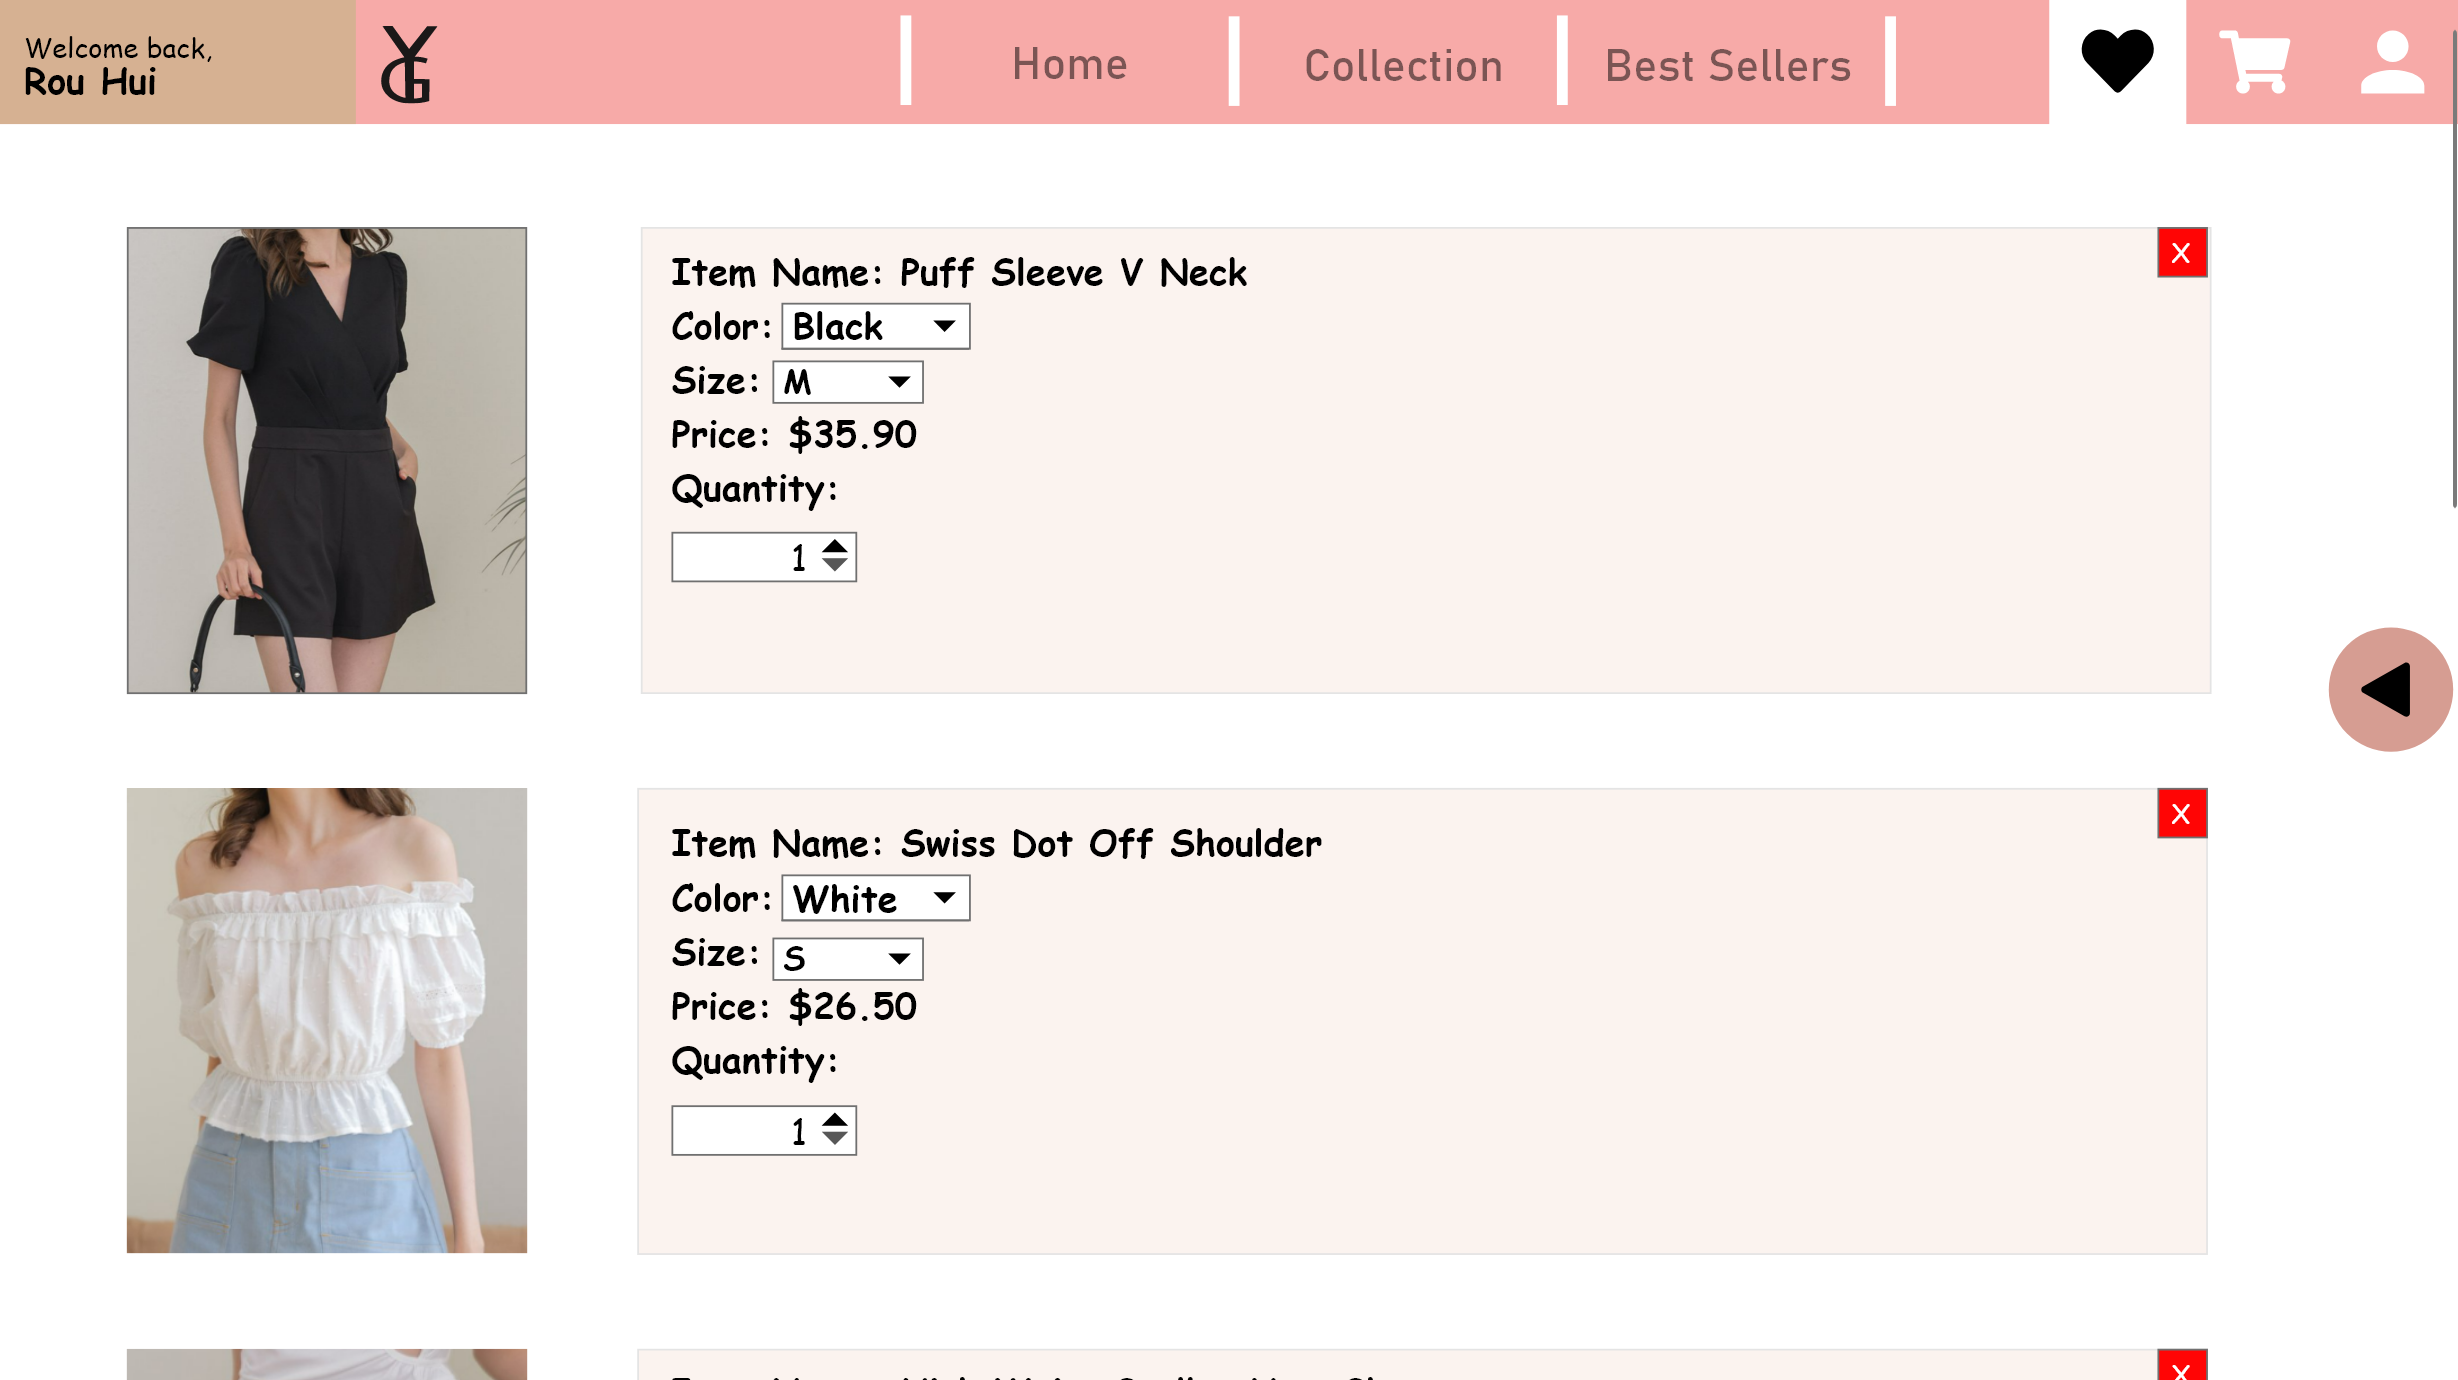 Welcome back,
Rou Hui
YG
Home
Collection
Best Sellers
X
Item Name: Puff Sleeve V Neck
Color: Black
Size: M
Price: $35.90
Quantity:
1
X
Item Name: Swiss Dot Off Shoulder
Color: White
Size: S
Price: $26.50
Quantity:
1
X